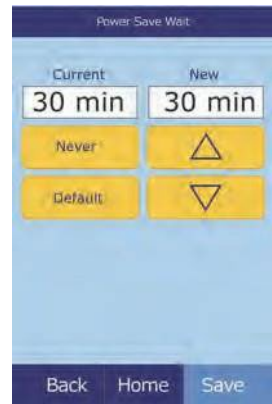 Power Save Wait
Current New
30 min 30 min
Never
Default
Back Home Save